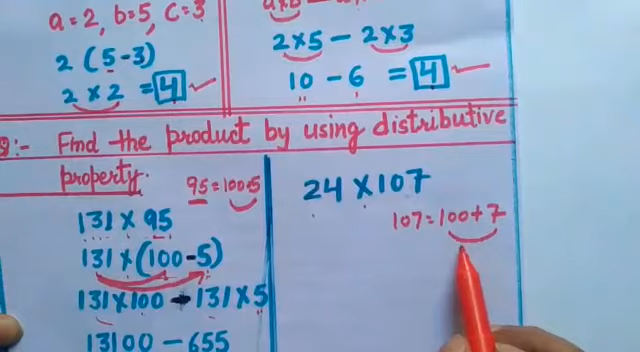 a = 2, b = 5, c = 3
2 (5 - 3)
2 × 2 = 4
2 × 5 - 2 × 3
10 - 6 = 4
:- Find the product by using distributive
property.
95 = 100-5
131 × 95
131 × (100 - 5)
131 × 100 - 131 × 5
13100 - 655
24 × 107
107 = 100 + 7